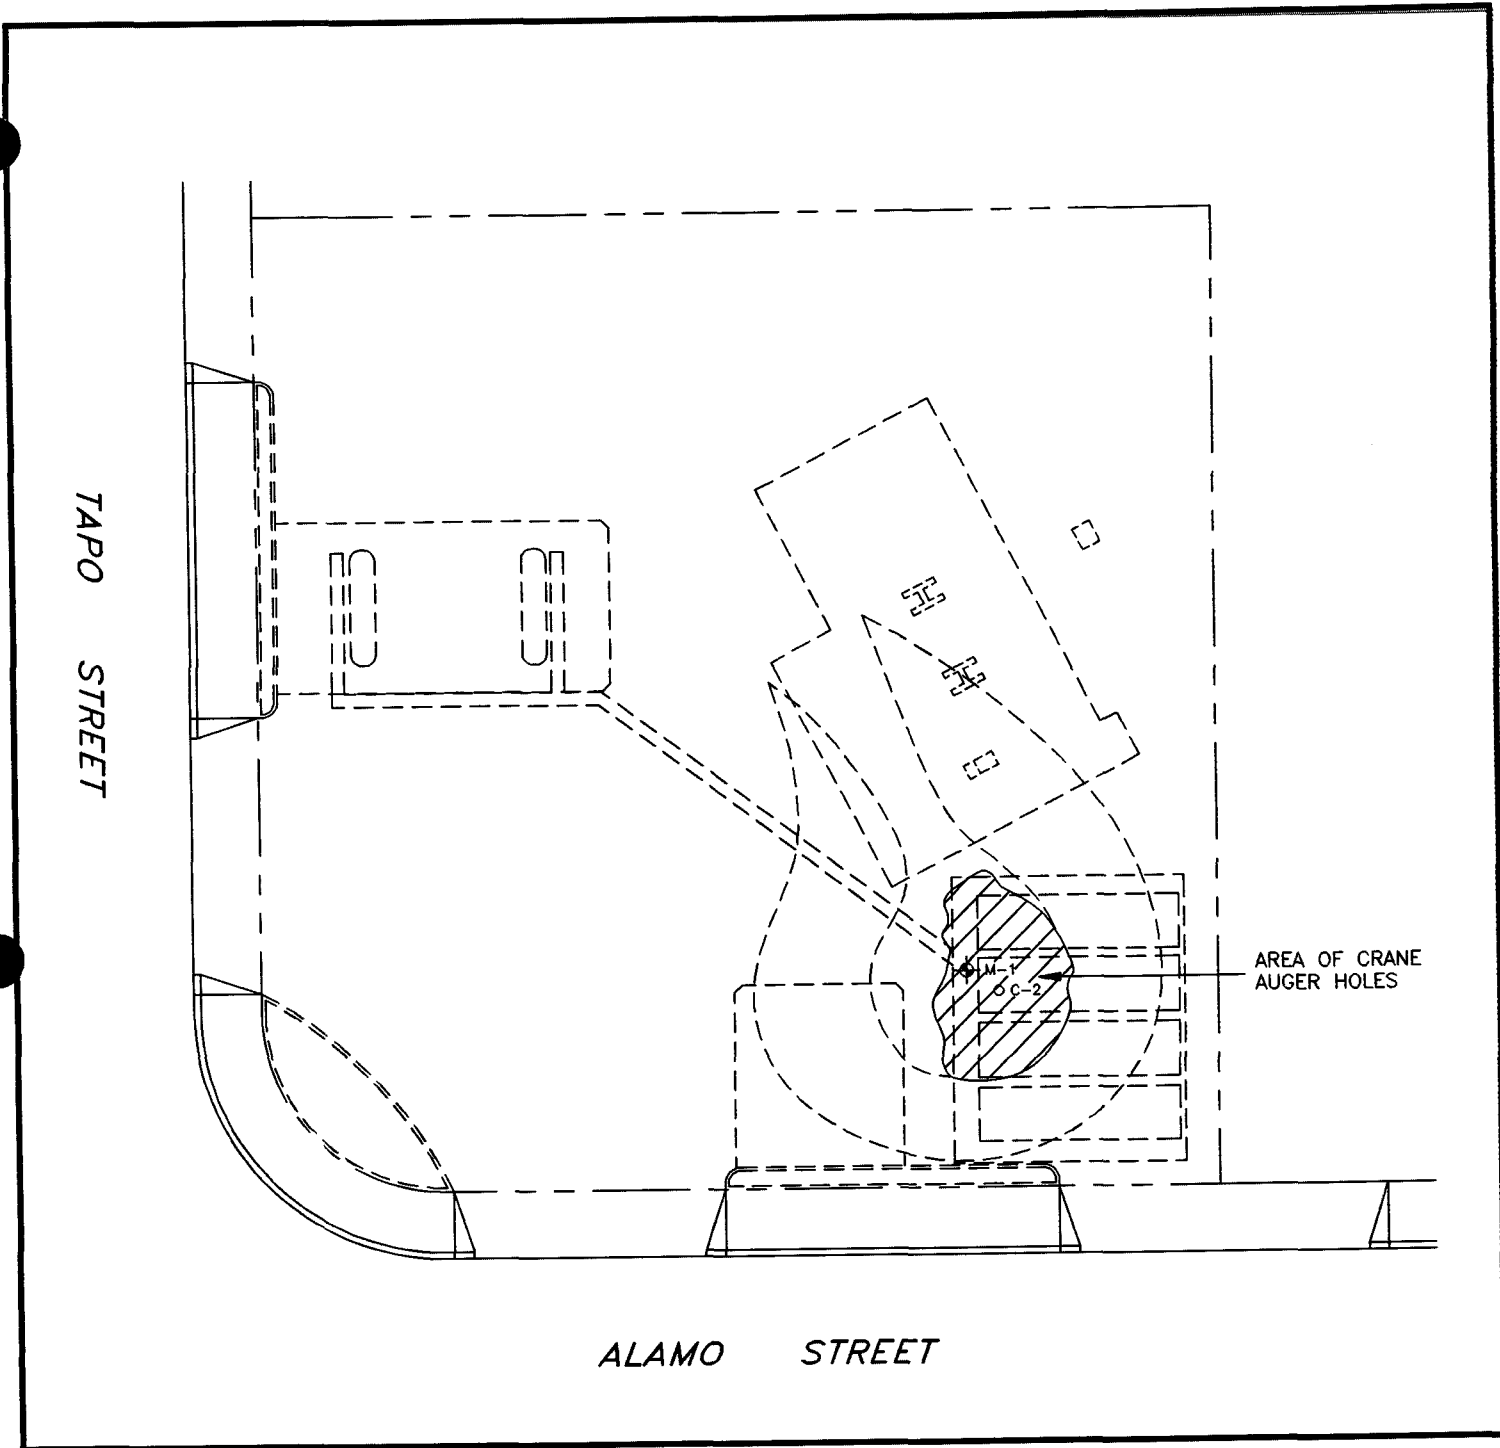 TAPO STREET
M-1
C-2
AREA OF CRANE
AUGER HOLES
ALAMO STREET